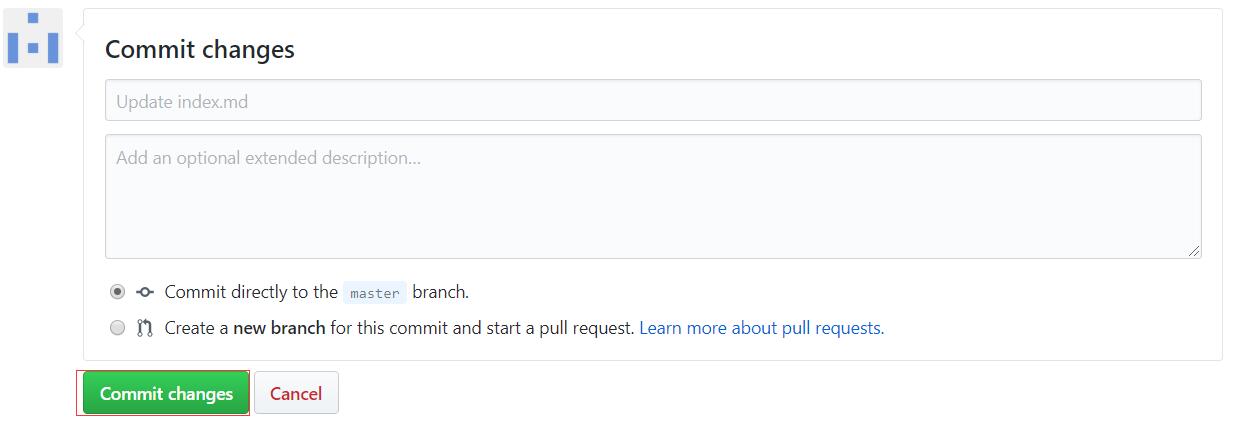 Commit changes
Update index.md
Add an optional extended description...
Commit directly to the master branch.
Create a new branch for this commit and start a pull request. Learn more about pull requests.
Commit changes Cancel